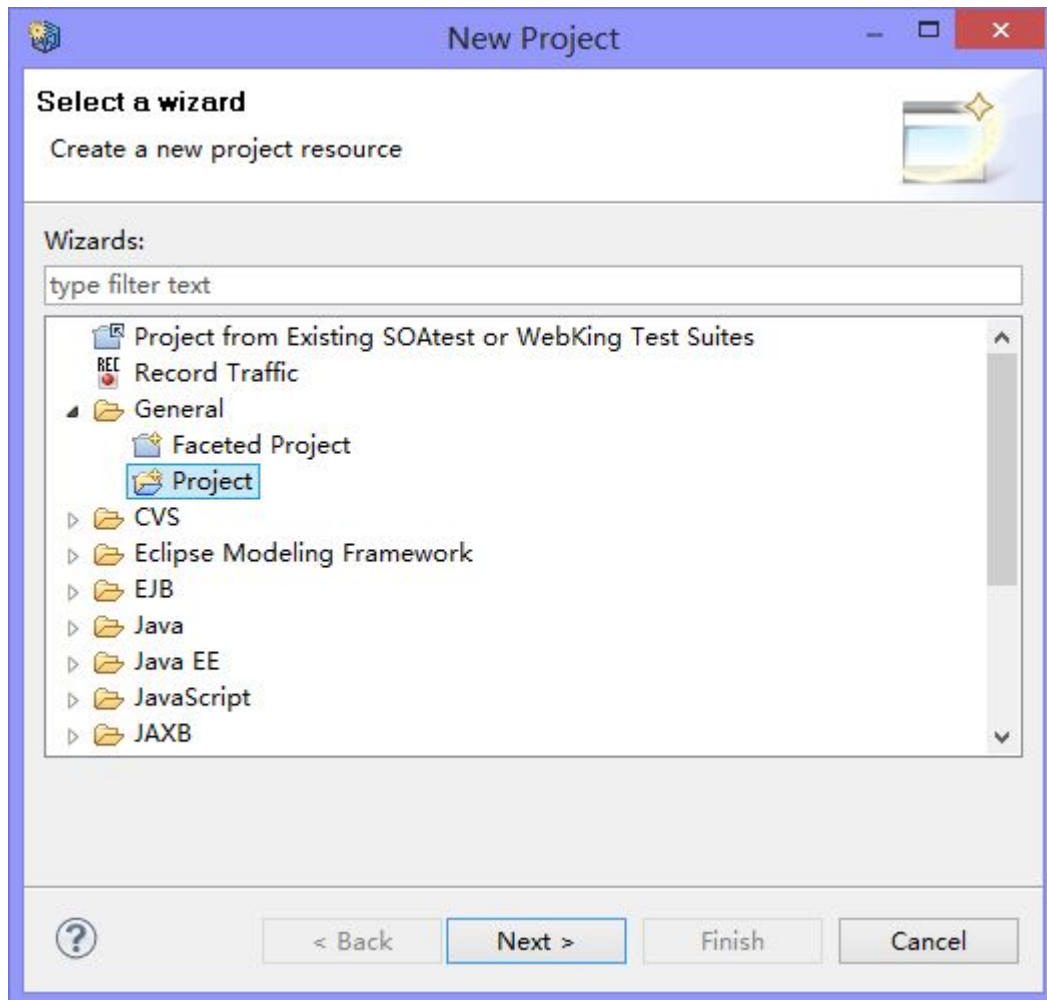 New Project
Select a wizard
Create a new project resource
Wizards:
type filter text
Project from Existing SOAtest or WebKing Test Suites
REC
Record Traffic
General
Faceted Project
Project
CVS
Eclipse Modeling Framework
EJB
Java
Java EE
JavaScript
JAXB
?
< Back
Next >
Finish
Cancel